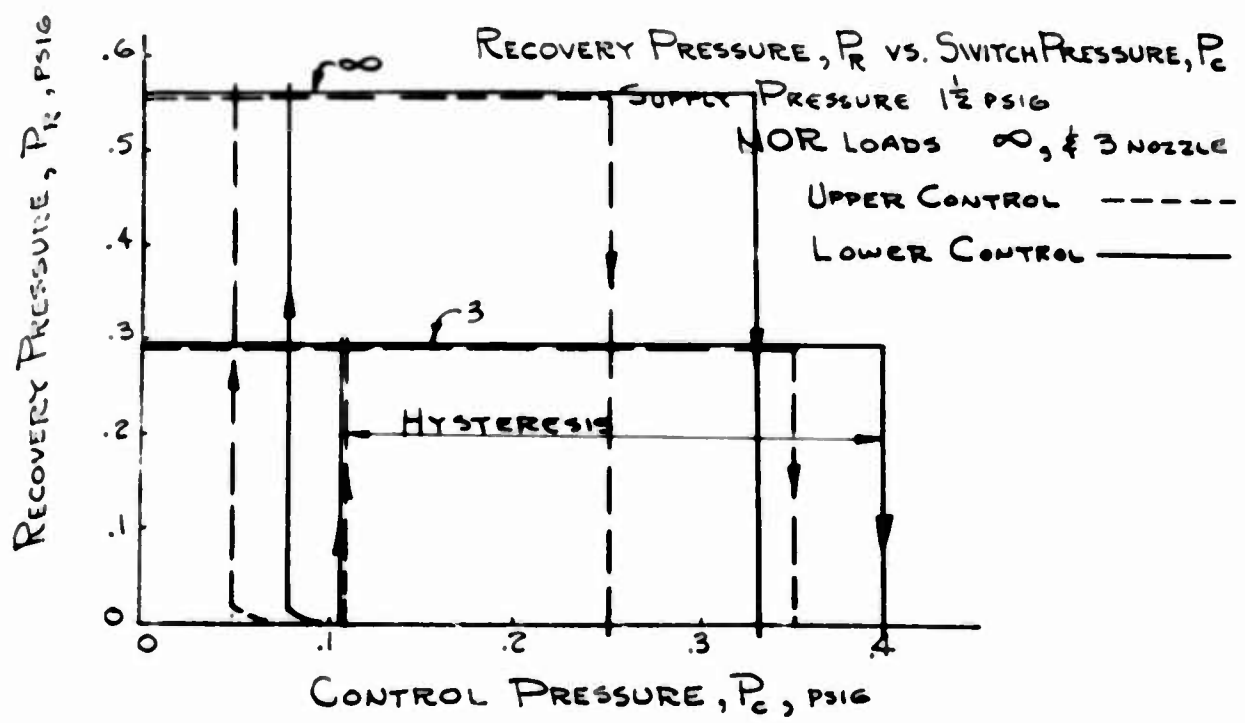 RECOVERY PRESSURE, PR VS. SWITCH PRESSURE, PC
SUPPLY PRESSURE 1½ PSIG
NOR LOADS ∞, & 3 NOZZLE
UPPER CONTROL
LOWER CONTROL
RECOVERY PRESSURE, PR, PSIG
.6
.5
.4
.3
.2
.1
0
∞
3
HYSTERESIS
0
.1
.2
.3
.4
CONTROL PRESSURE, PC, PSIG